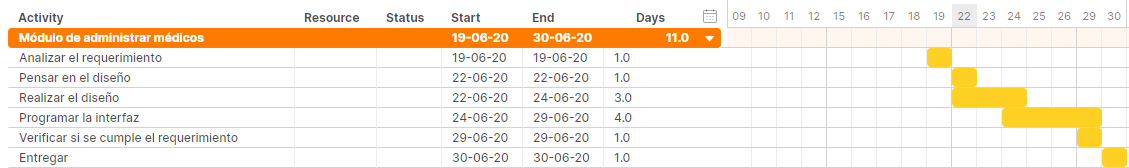 Activity Resource Status Start End Days 09 10 11 12 15 16 17 18 19 22 23 24 25 26 29 30
Módulo de administrar médicos 19-06-20 30-06-20 11.0
Analizar el requerimiento 19-06-20 19-06-20 1.0
Pensar en el diseño 22-06-20 22-06-20 1.0
Realizar el diseño 22-06-20 24-06-20 3.0
Programar la interfaz 24-06-20 29-06-20 4.0
Verificar si se cumple el requerimiento 29-06-20 29-06-20 1.0
Entregar 30-06-20 30-06-20 1.0